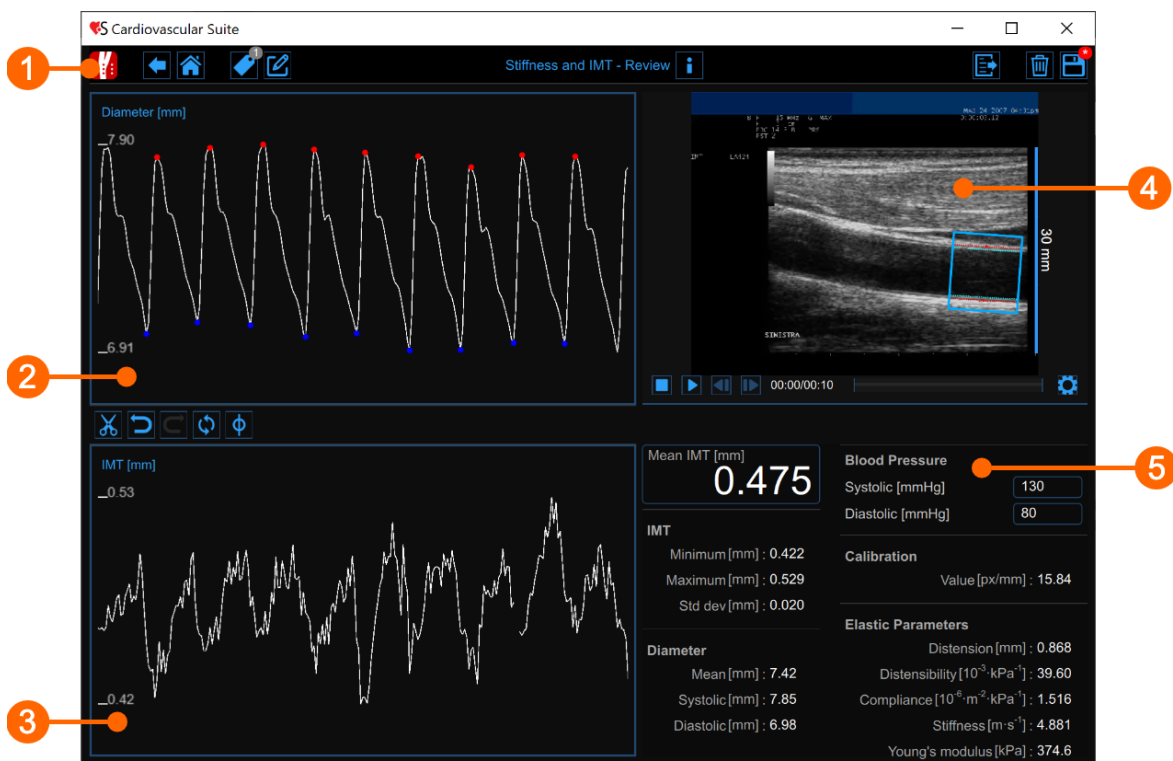 S Cardiovascular Suite
1
1
Stiffness and IMT - Review
i
*
Diameter [mm]
7.90
6.91
2
MAX
SINESTRA
30 mm
4
00:00/00:10
IMT [mm]
0.53
0.42
3
Mean IMT [mm]
0.475
IMT
Minimum [mm] : 0.422
Maximum [mm] : 0.529
Std dev [mm] : 0.020
Diameter
Mean [mm] : 7.42
Systolic [mm] : 7.85
Diastolic [mm] : 6.98
Blood Pressure
5
Systolic [mmHg] 130
Diastolic [mmHg] 80
Calibration
Value [px/mm] : 15.84
Elastic Parameters
Distension [mm] : 0.868
Distensibility [10⁻³·kPa⁻¹] : 39.60
Compliance [10⁻⁶·m⁻²·kPa⁻¹] : 1.516
Stiffness [m·s⁻¹] : 4.881
Young's modulus [kPa] : 374.6